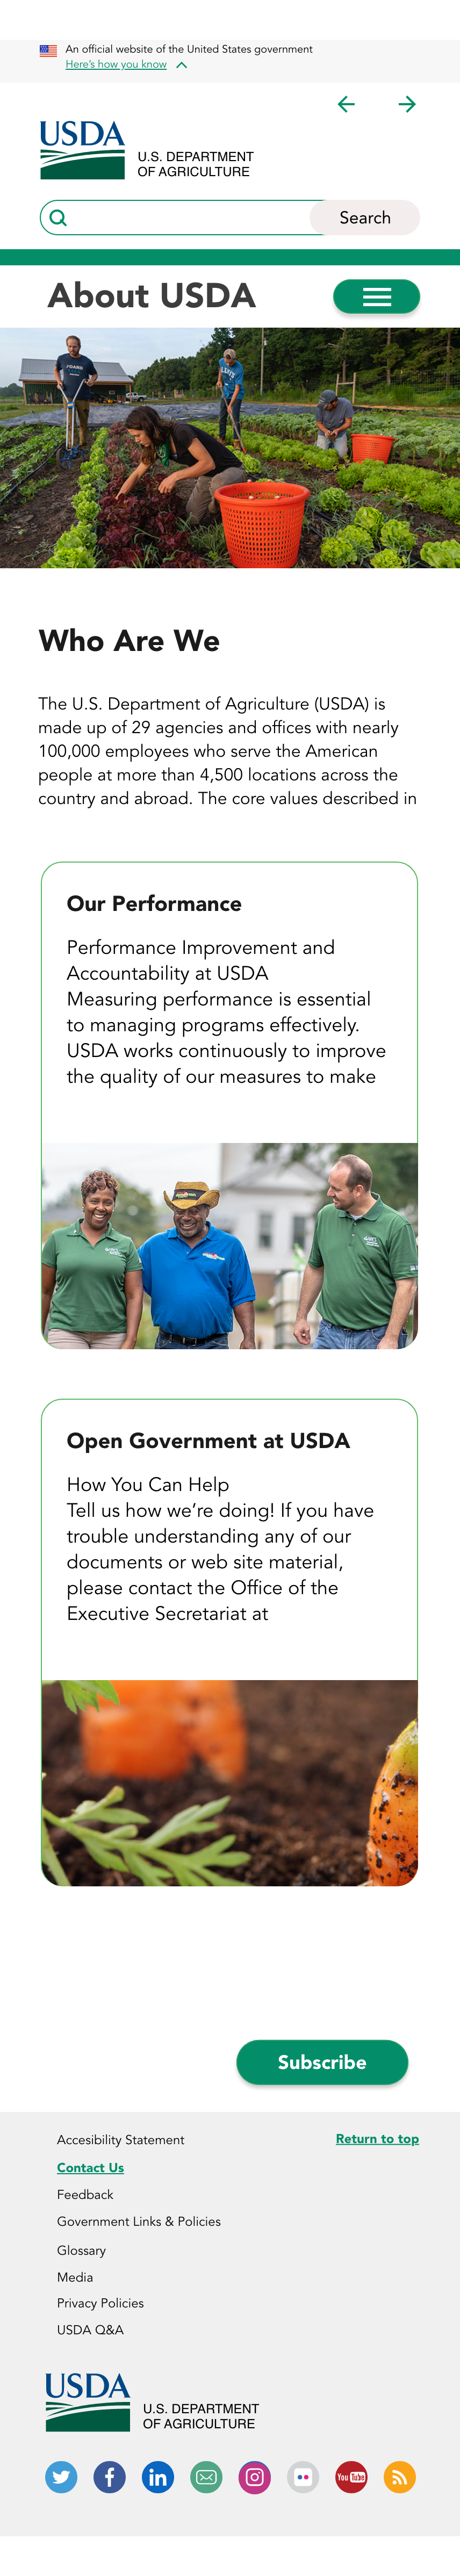 An official website of the United States government
Here's how you know
USDA
U.S. DEPARTMENT
OF AGRICULTURE
Search
About USDA
Who Are We
The U.S. Department of Agriculture (USDA) is
made up of 29 agencies and offices with nearly
100,000 employees who serve the American
people at more than 4,500 locations across the
country and abroad. The core values described in
Our Performance
Performance Improvement and
Accountability at USDA
Measuring performance is essential
to managing programs effectively.
USDA works continuously to improve
the quality of our measures to make
Open Government at USDA
How You Can Help
Tell us how we're doing! If you have
trouble understanding any of our
documents or web site material,
please contact the Office of the
Executive Secretariat at
Subscribe
Accesibility Statement
Return to top
Contact Us
Feedback
Government Links & Policies
Glossary
Media
Privacy Policies
USDA Q&A
USDA
U.S. DEPARTMENT
OF AGRICULTURE
You Tube